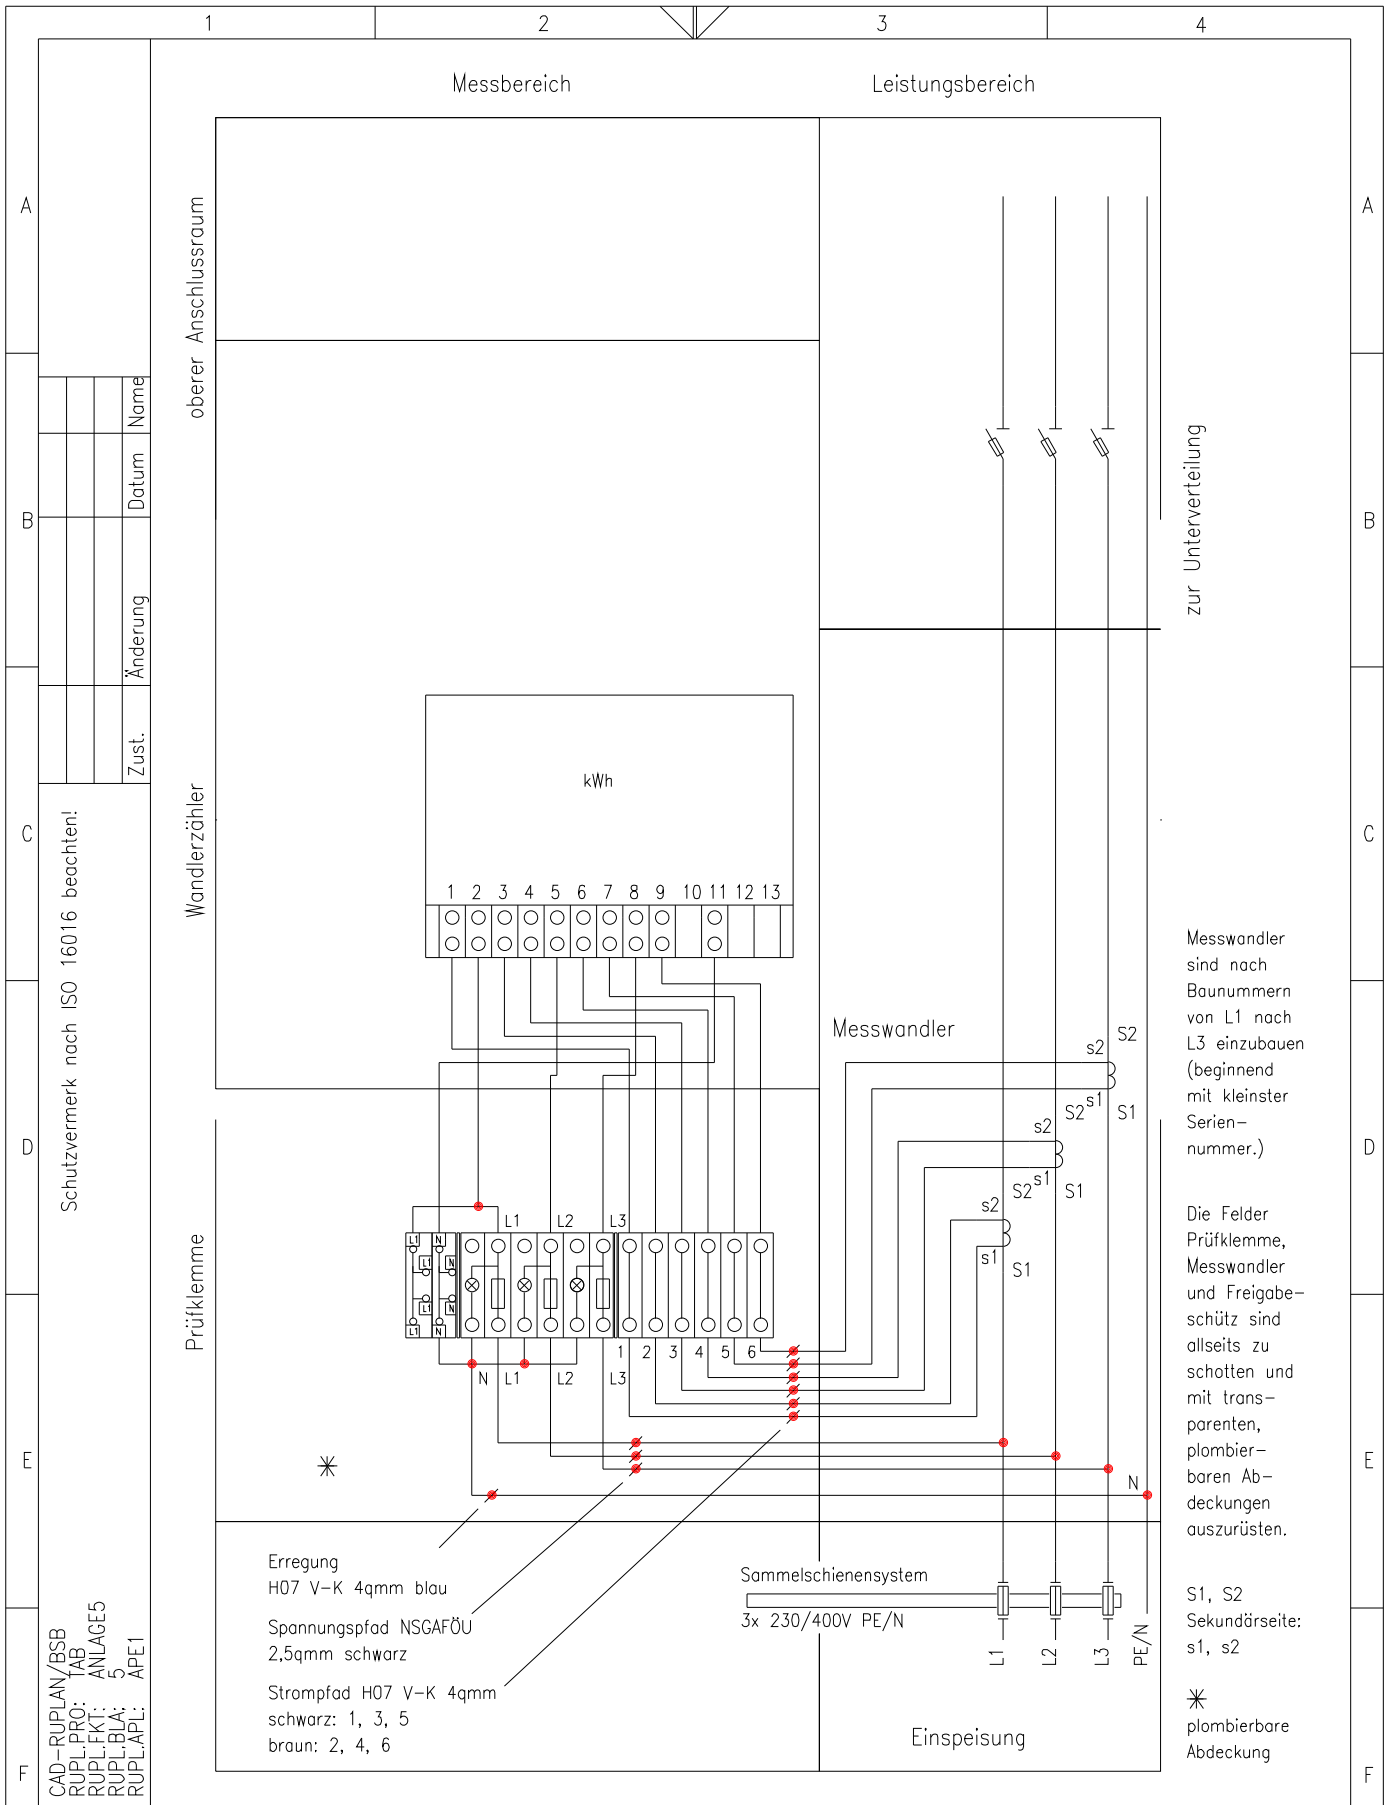 1 2 3 4
Messbereich Leistungsbereich
A A
oberer Anschlussraum
Name
Datum
Änderung
Zust.
B B
zur Unterverteilung
kWh
Wandlerzähler
C C
1 2 3 4 5 6 7 8 9 10 11 12 13
Schutzvermerk nach ISO 16016 beachten!
Messwandler
sind nach
Baunummern
von L1 nach
L3 einzubauen
(beginnend
mit kleinster
Serien-
nummer.)
Messwandler
s2 S2
s1 S1
s2 S2
s1 S1
s2 S2
s1 S1
D D
Die Felder
Prüfklemme,
Messwandler
und Freigabe-
schütz sind
allseits zu
schotten und
mit trans-
parenten,
plombier-
baren Ab-
deckungen
auszurüsten.
Prüfklemme
L1 L2 L3
L1 N
L1 N
L1 N
L1 N
1 2 3 4 5 6
N L1 L2 L3
E E
N
Erregung
H07 V-K 4qmm blau
Spannungspfad NSGAFÖU
2,5qmm schwarz
Strompfad H07 V-K 4qmm
schwarz: 1, 3, 5
braun: 2, 4, 6
Sammelschienensystem
3x 230/400V PE/N
L1 L2 L3 PE/N
Einspeisung
S1, S2
Sekundärseite:
s1, s2
plombierbare
Abdeckung
CAD-RUPLAN/BSB
RUPL.PRO: TAB
RUPL.FKT: ANLAGE5
RUPL.BLA: 5
RUPL.APL: APE1
F F